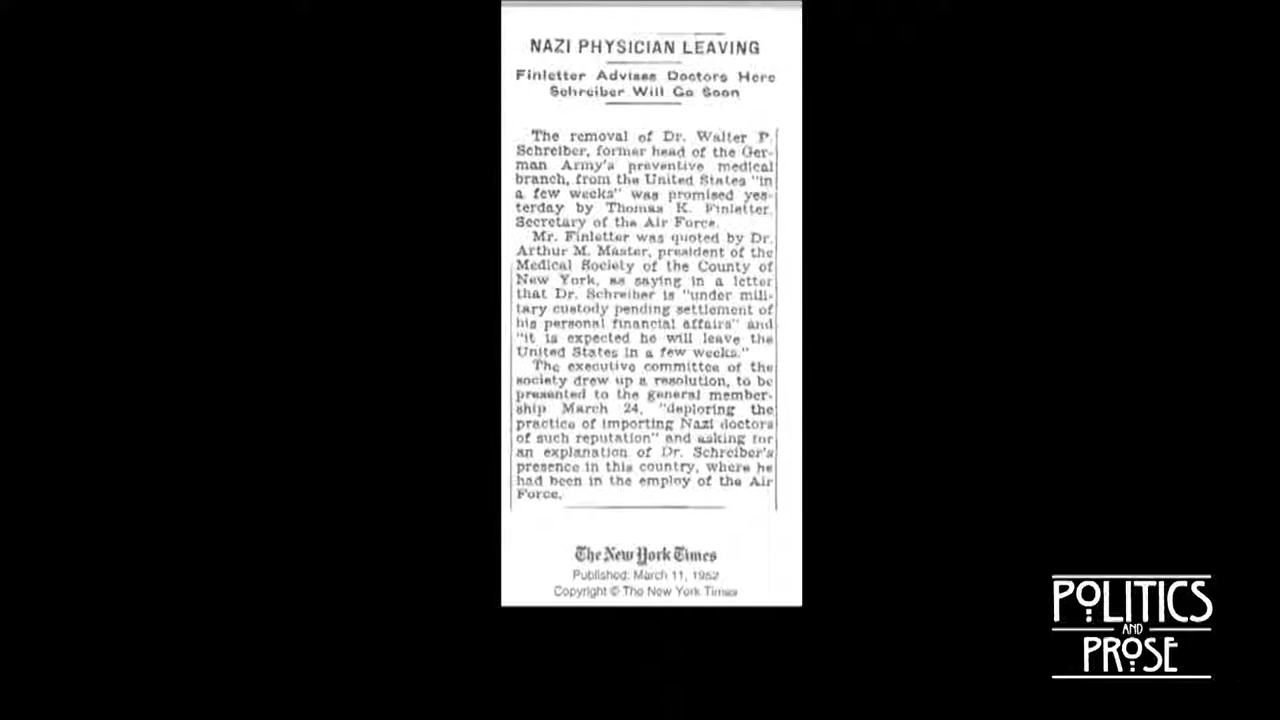 NAZI PHYSICIAN LEAVING
Finletter Advises Doctors Here
Schreiber Will Go Soon
The removal of Dr. Walter P.
Schreiber, former head of the Ger-
man Army's preventive medical
branch, from the United States "in
a few weeks" was promised yes-
terday by Thomas K. Finletter,
Secretary of the Air Force.
Mr. Finletter was quoted by Dr.
Arthur M. Master, president of the
Medical Society of the County of
New York, as saying in a letter
that Dr. Schreiber is "under mili-
tary custody pending settlement of
his personal financial affairs" and
"it is expected he will leave the
United States in a few weeks."
The executive committee of the
society drew up a resolution, to be
presented to the general member-
ship March 24, "deploring the
practice of importing Nazi doctors
of such reputation" and asking for
an explanation of Dr. Schreiber's
presence in this country, where he
had been in the employ of the Air
Force.
The New York Times
Published: March 11, 1952
Copyright © The New York Times
POLITICS
AND
PROSE